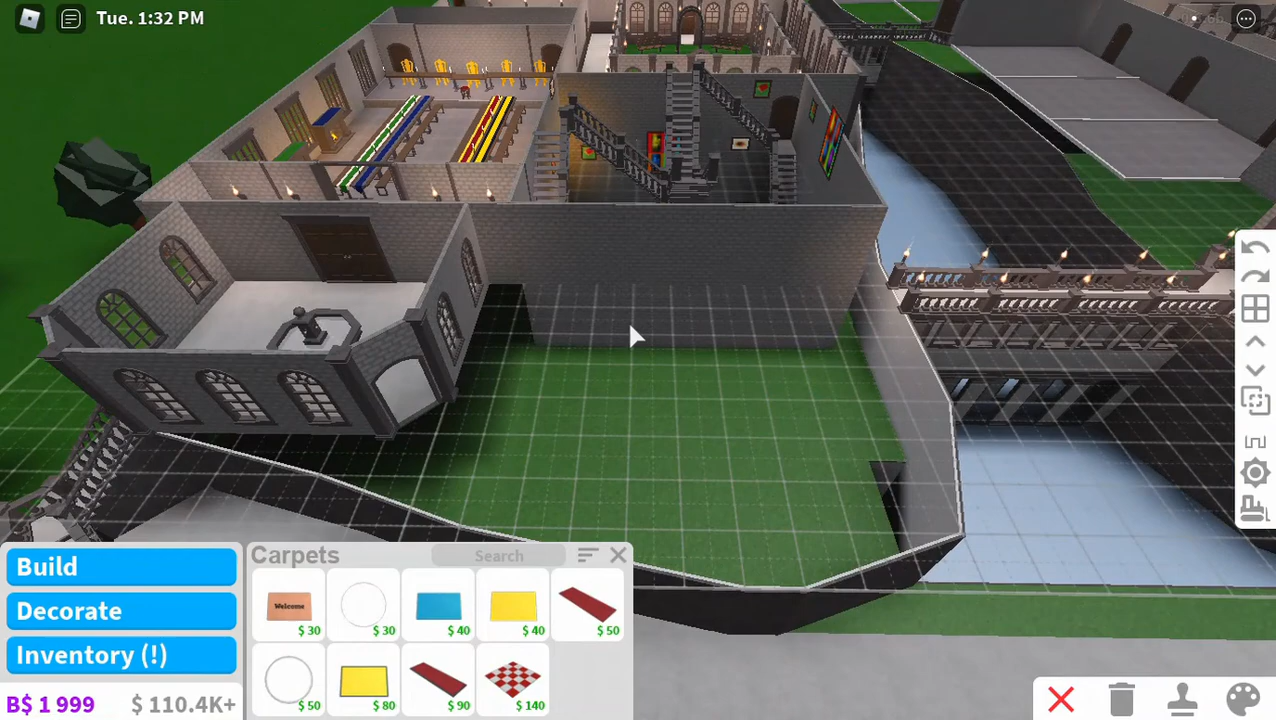 Tue. 1:32 PM
Carpets
Search
Build
Decorate
Inventory (!)
B$ 1 999
$ 110.4K+
Welcome
$ 30
$ 30
$ 40
$ 40
$ 50
$ 50
$ 80
$ 90
$ 140